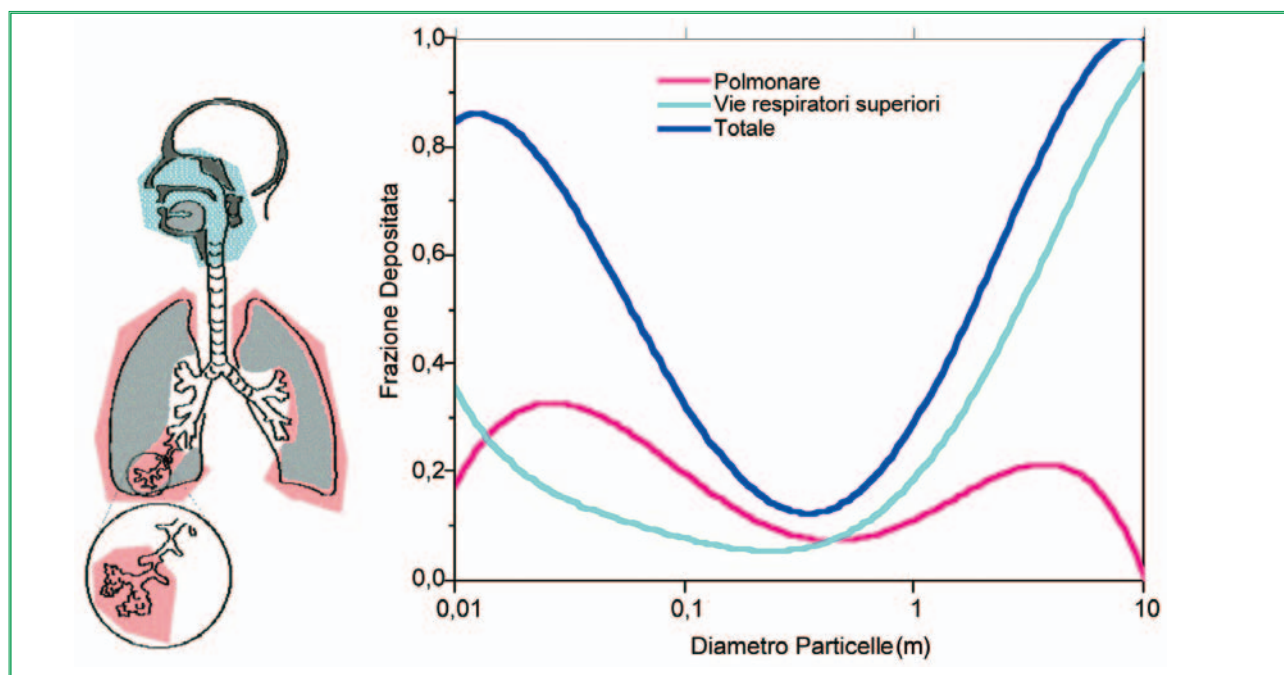 Polmonare
Vie respiratori superiori
Totale
Frazione Depositata
1,0
0,8
0,6
0,4
0,2
0,0
0,01
0,1
1
10
Diametro Particelle (m)